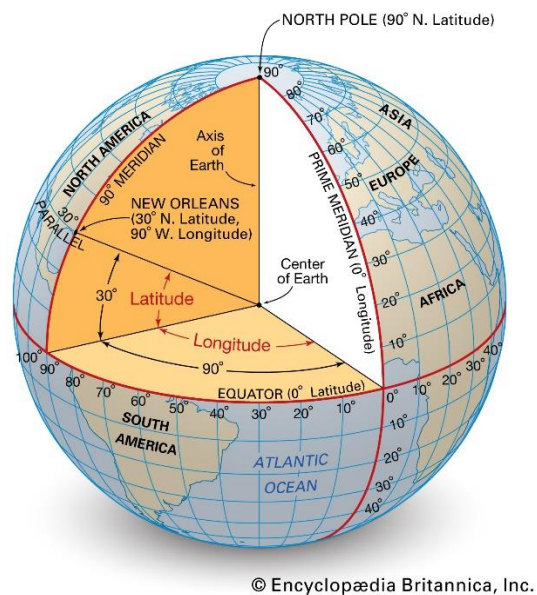 NORTH POLE (90° N. Latitude)
90°
80°
70°
60°
50°
40°
30°
20°
10°
ASIA
EUROPE
AFRICA
NORTH AMERICA
90° MERIDIAN
Axis
of
Earth
PRIME MERIDIAN (0° Longitude)
NEW ORLEANS
(30° N. Latitude,
90° W. Longitude)
30°
PARALLEL
Center
of Earth
30°
Latitude
Longitude
90°
EQUATOR (0° Latitude)
100°
90°
80°
70°
60°
50°
40°
30°
20°
10°
0°
10°
20°
30°
40°
SOUTH
AMERICA
ATLANTIC
OCEAN
10°
20°
30°
40°
© Encyclopædia Britannica, Inc.